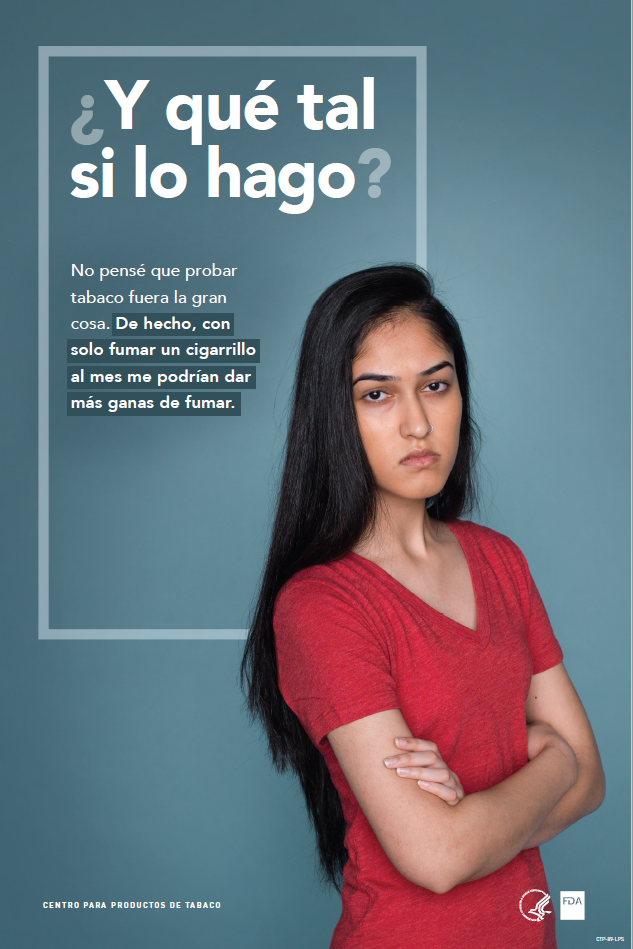 ¿Y qué tal
si lo hago?
No pensé que probar
tabaco fuera la gran
cosa. De hecho, con
solo fumar un cigarrillo
al mes me podrían dar
más ganas de fumar.
CENTRO PARA PRODUCTOS DE TABACO
FDA
CTP-89-LPS